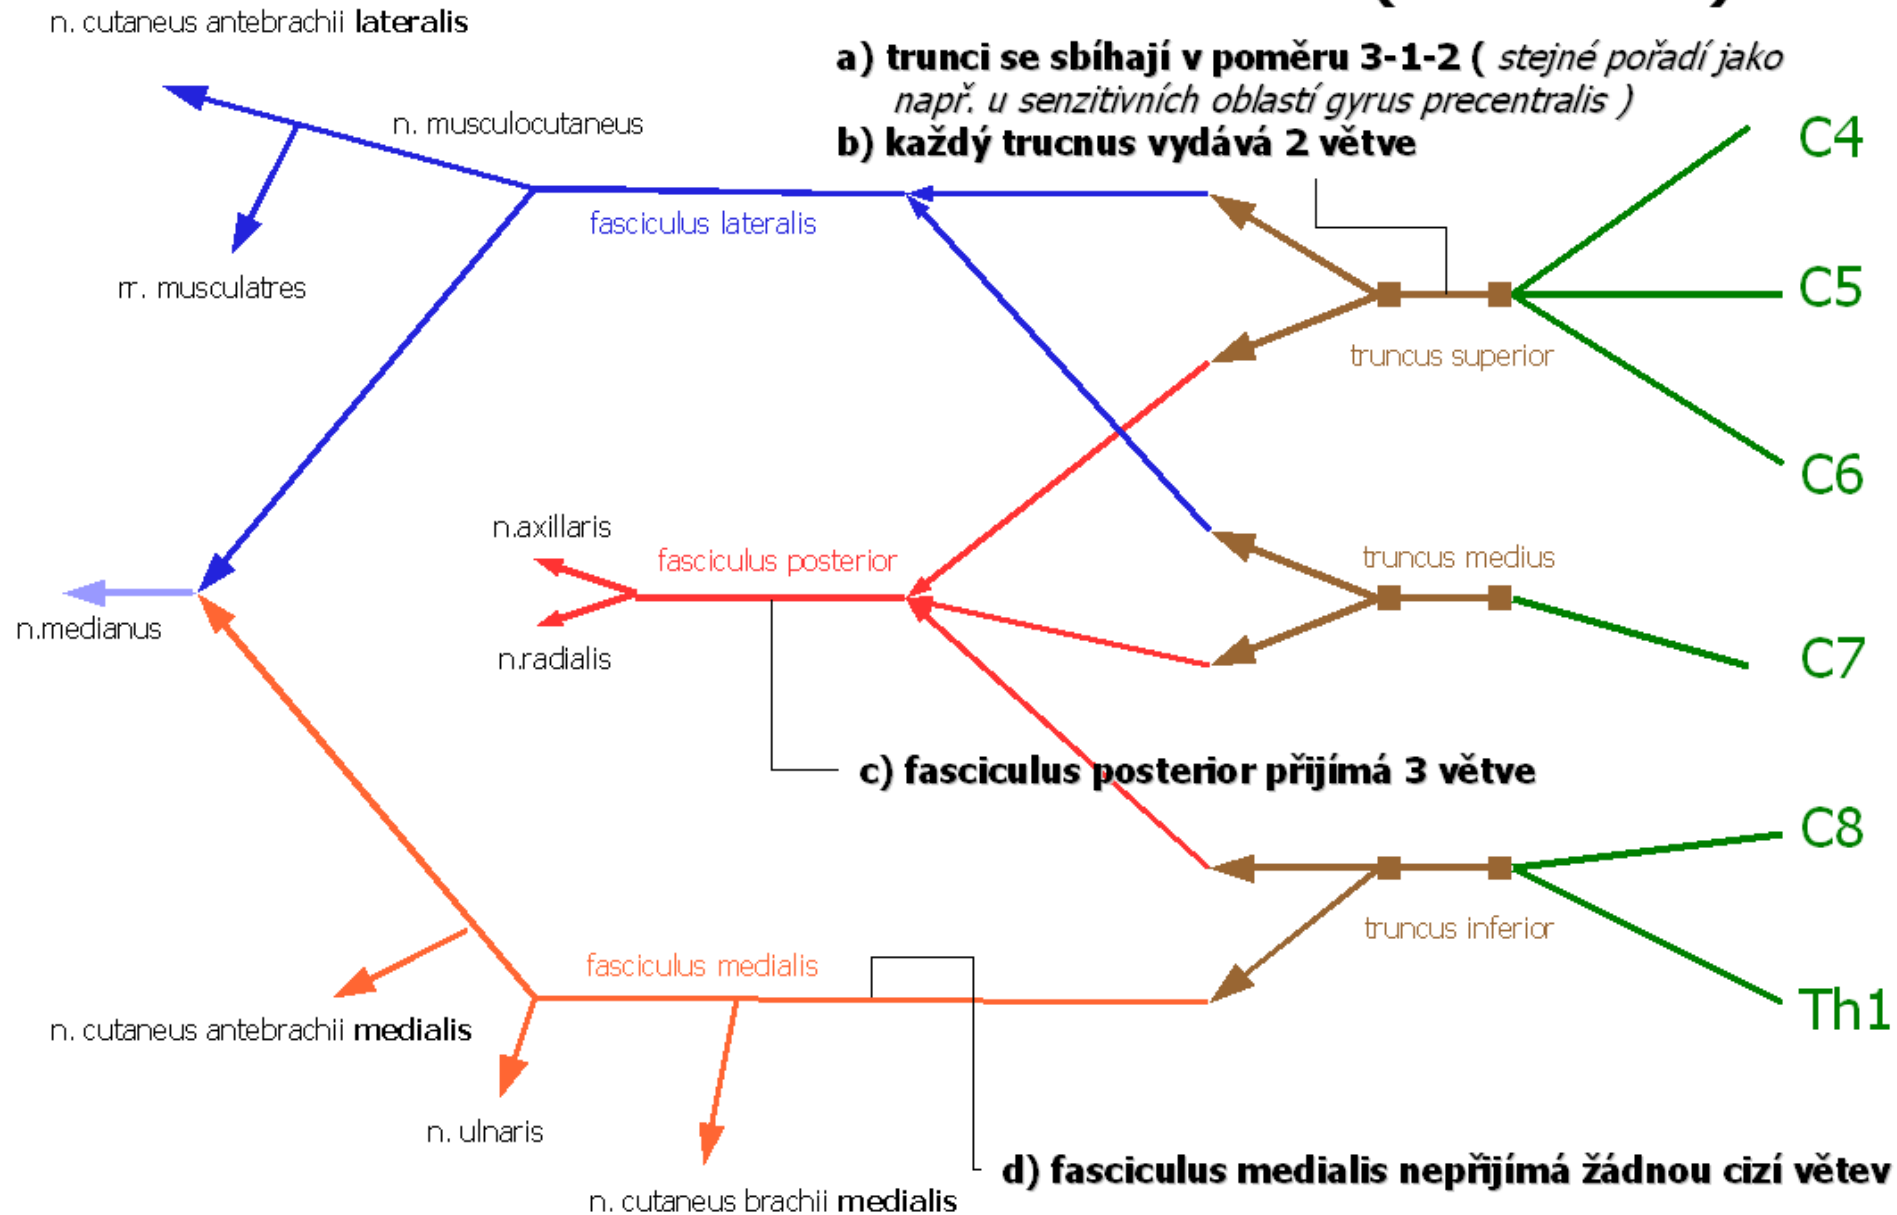 n. cutaneus antebrachii lateralis
a) trunci se sbíhají v poměru 3-1-2 ( stejné pořadí jako
např. u senzitivních oblastí gyrus precentralis )
b) každý trucnus vydává 2 větve
n. musculocutaneus
C4
fasciculus lateralis
rr. musculatres
C5
truncus superior
C6
n.axillaris
fasciculus posterior
truncus medius
n.medianus
n.radialis
C7
c) fasciculus posterior přijímá 3 větve
C8
truncus inferior
fasciculus medialis
n. cutaneus antebrachii medialis
Th1
n. ulnaris
d) fasciculus medialis nepřijímá žádnou cizí větev
n. cutaneus brachii medialis